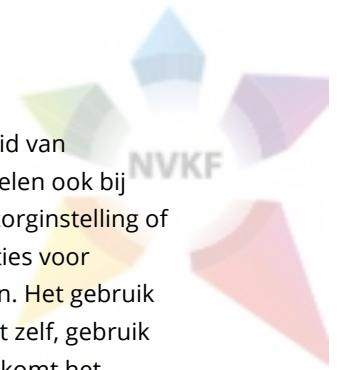 NVKF
id van
elen ook bij
orginstelling of
ties voor
n. Het gebruik
t zelf, gebruik
komt het